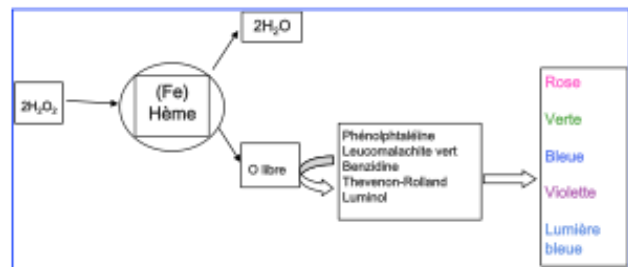 2H₂O₂
(Fe)
Hème
2H₂O
O libre
Phénolphtaléine
Leucomalachite vert
Benzidine
Thevenon-Rolland
Luminol
Rose
Verte
Bleue
Violette
Lumière
bleue